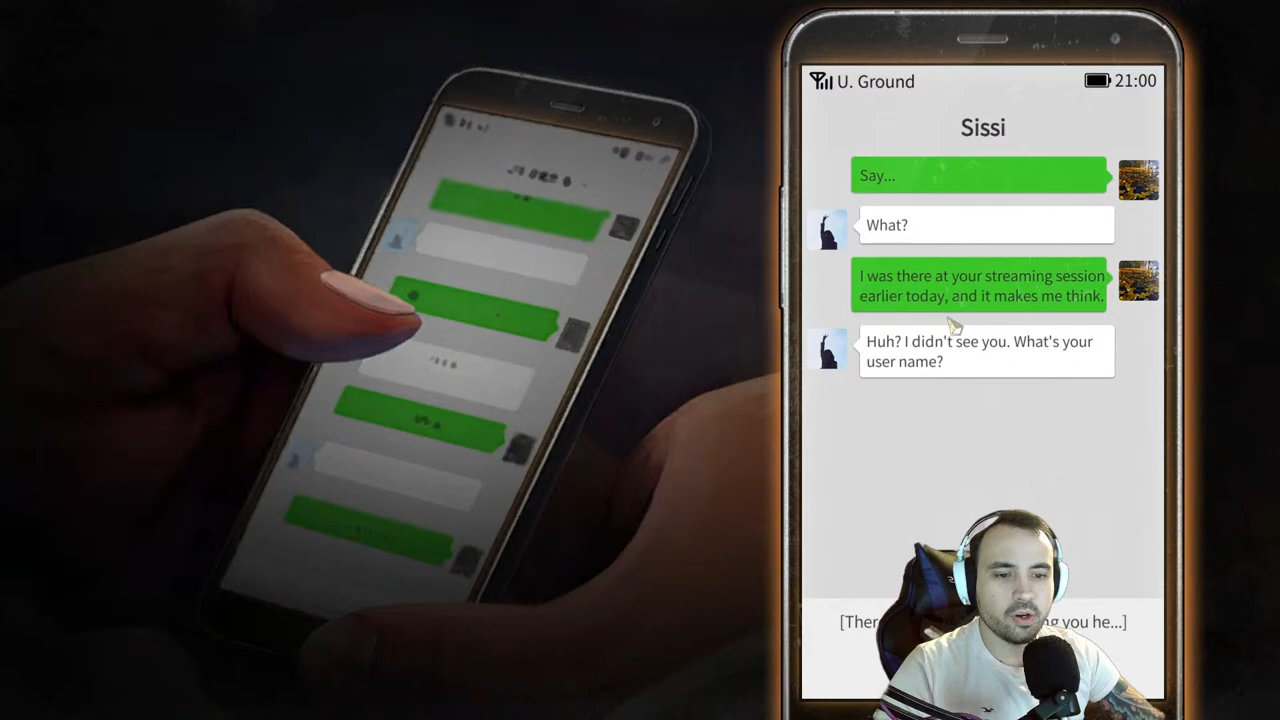 U. Ground
21:00
Sissi
Say...
What?
I was there at your streaming session
earlier today, and it makes me think.
Huh? I didn't see you. What's your
user name?
you he...]